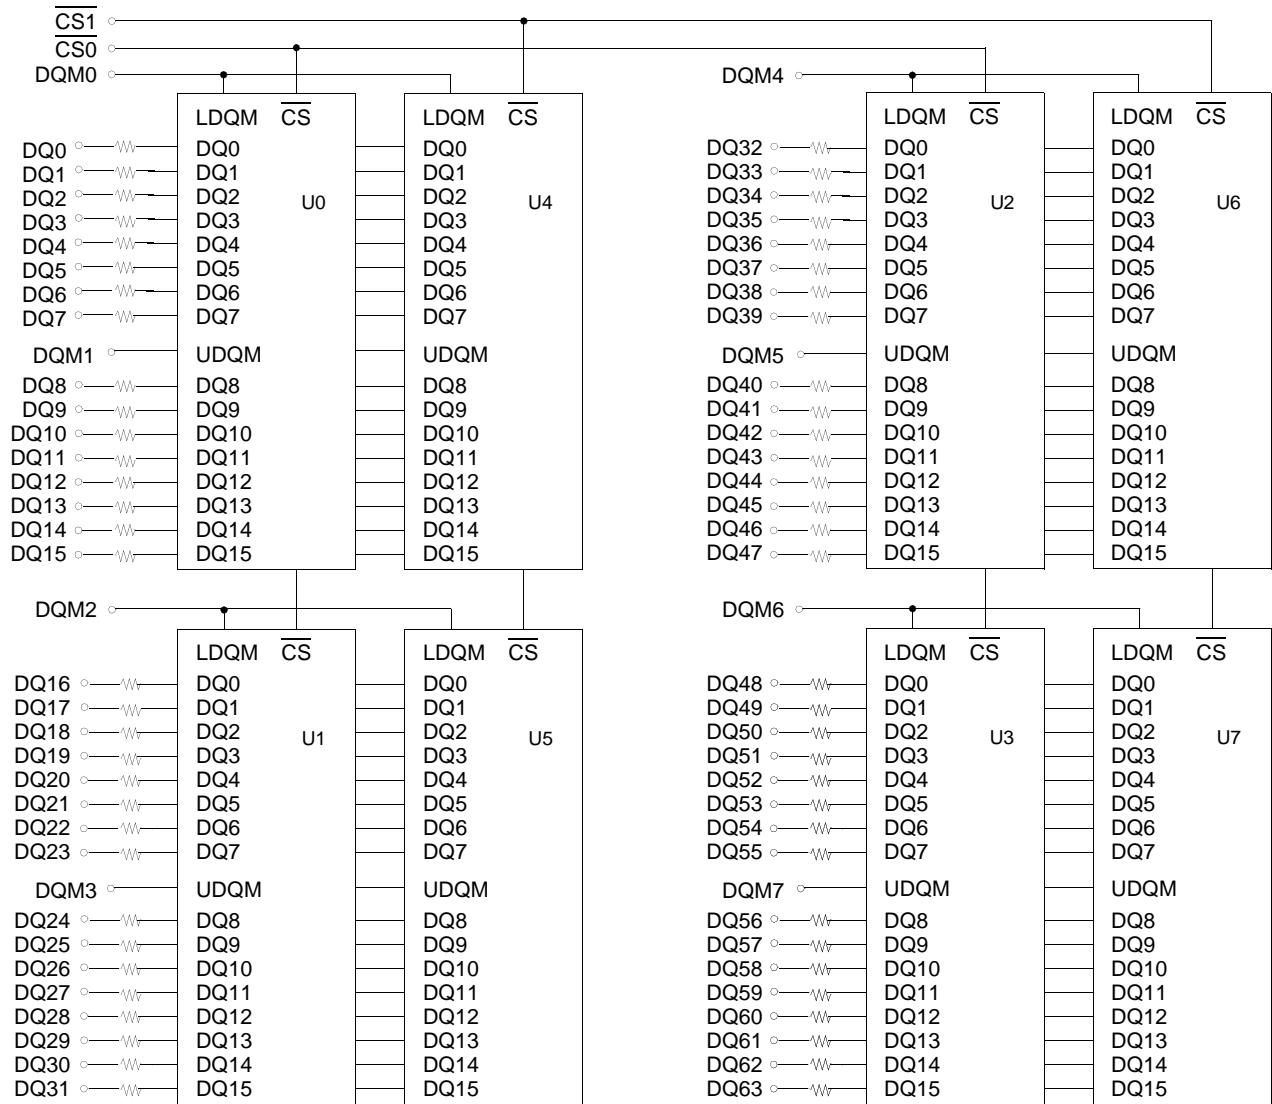 CS1
CS0
DQM0 DQM4
LDQM CS LDQM CS LDQM CS LDQM CS
DQ0 DQ0 DQ0 DQ32 DQ0 DQ0
DQ1 DQ1 DQ1 DQ33 DQ1 DQ1
DQ2 DQ2 U0 DQ2 U4 DQ34 DQ2 U2 DQ2 U6
DQ3 DQ3 DQ3 DQ35 DQ3 DQ3
DQ4 DQ4 DQ4 DQ36 DQ4 DQ4
DQ5 DQ5 DQ5 DQ37 DQ5 DQ5
DQ6 DQ6 DQ6 DQ38 DQ6 DQ6
DQ7 DQ7 DQ7 DQ39 DQ7 DQ7
DQM1 UDQM UDQM DQM5 UDQM UDQM
DQ8 DQ8 DQ8 DQ40 DQ8 DQ8
DQ9 DQ9 DQ9 DQ41 DQ9 DQ9
DQ10 DQ10 DQ10 DQ42 DQ10 DQ10
DQ11 DQ11 DQ11 DQ43 DQ11 DQ11
DQ12 DQ12 DQ12 DQ44 DQ12 DQ12
DQ13 DQ13 DQ13 DQ45 DQ13 DQ13
DQ14 DQ14 DQ14 DQ46 DQ14 DQ14
DQ15 DQ15 DQ15 DQ47 DQ15 DQ15
DQM2 DQM6
LDQM CS LDQM CS LDQM CS LDQM CS
DQ16 DQ0 DQ0 DQ48 DQ0 DQ0
DQ17 DQ1 DQ1 DQ49 DQ1 DQ1
DQ18 DQ2 U1 DQ2 U5 DQ50 DQ2 U3 DQ2 U7
DQ19 DQ3 DQ3 DQ51 DQ3 DQ3
DQ20 DQ4 DQ4 DQ52 DQ4 DQ4
DQ21 DQ5 DQ5 DQ53 DQ5 DQ5
DQ22 DQ6 DQ6 DQ54 DQ6 DQ6
DQ23 DQ7 DQ7 DQ55 DQ7 DQ7
DQM3 UDQM UDQM DQM7 UDQM UDQM
DQ24 DQ8 DQ8 DQ56 DQ8 DQ8
DQ25 DQ9 DQ9 DQ57 DQ9 DQ9
DQ26 DQ10 DQ10 DQ58 DQ10 DQ10
DQ27 DQ11 DQ11 DQ59 DQ11 DQ11
DQ28 DQ12 DQ12 DQ60 DQ12 DQ12
DQ29 DQ13 DQ13 DQ61 DQ13 DQ13
DQ30 DQ14 DQ14 DQ62 DQ14 DQ14
DQ31 DQ15 DQ15 DQ63 DQ15 DQ15